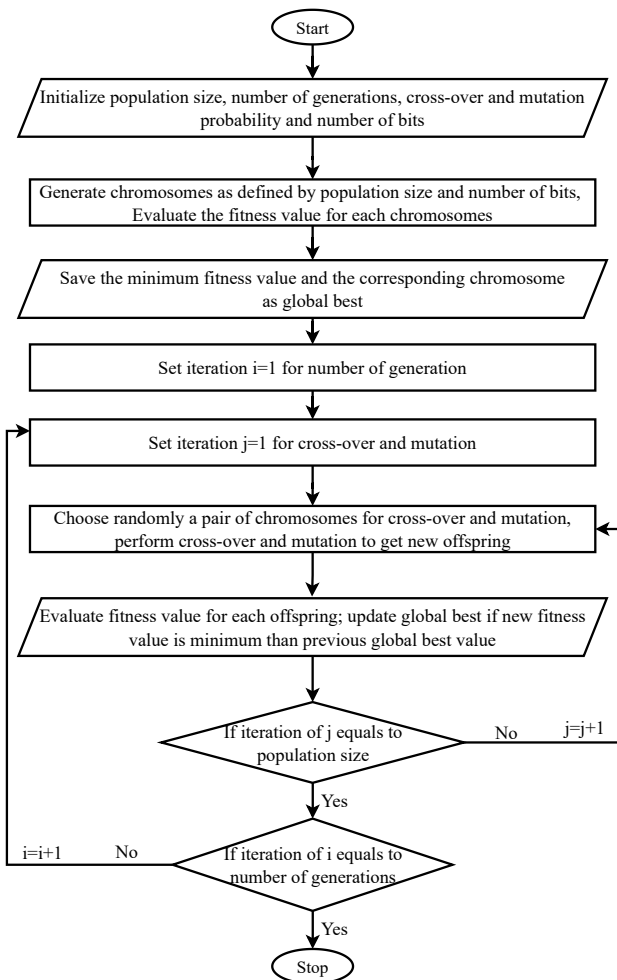 Start
Initialize population size, number of generations, cross-over and mutation
probability and number of bits
Generate chromosomes as defined by population size and number of bits,
Evaluate the fitness value for each chromosomes
Save the minimum fitness value and the corresponding chromosome
as global best
Set iteration i=1 for number of generation
Set iteration j=1 for cross-over and mutation
Choose randomly a pair of chromosomes for cross-over and mutation,
perform cross-over and mutation to get new offspring
Evaluate fitness value for each offspring; update global best if new fitness
value is minimum than previous global best value
If iteration of j equals to
population size
No
j=j+1
Yes
i=i+1
No
If iteration of i equals to
number of generations
Yes
Stop